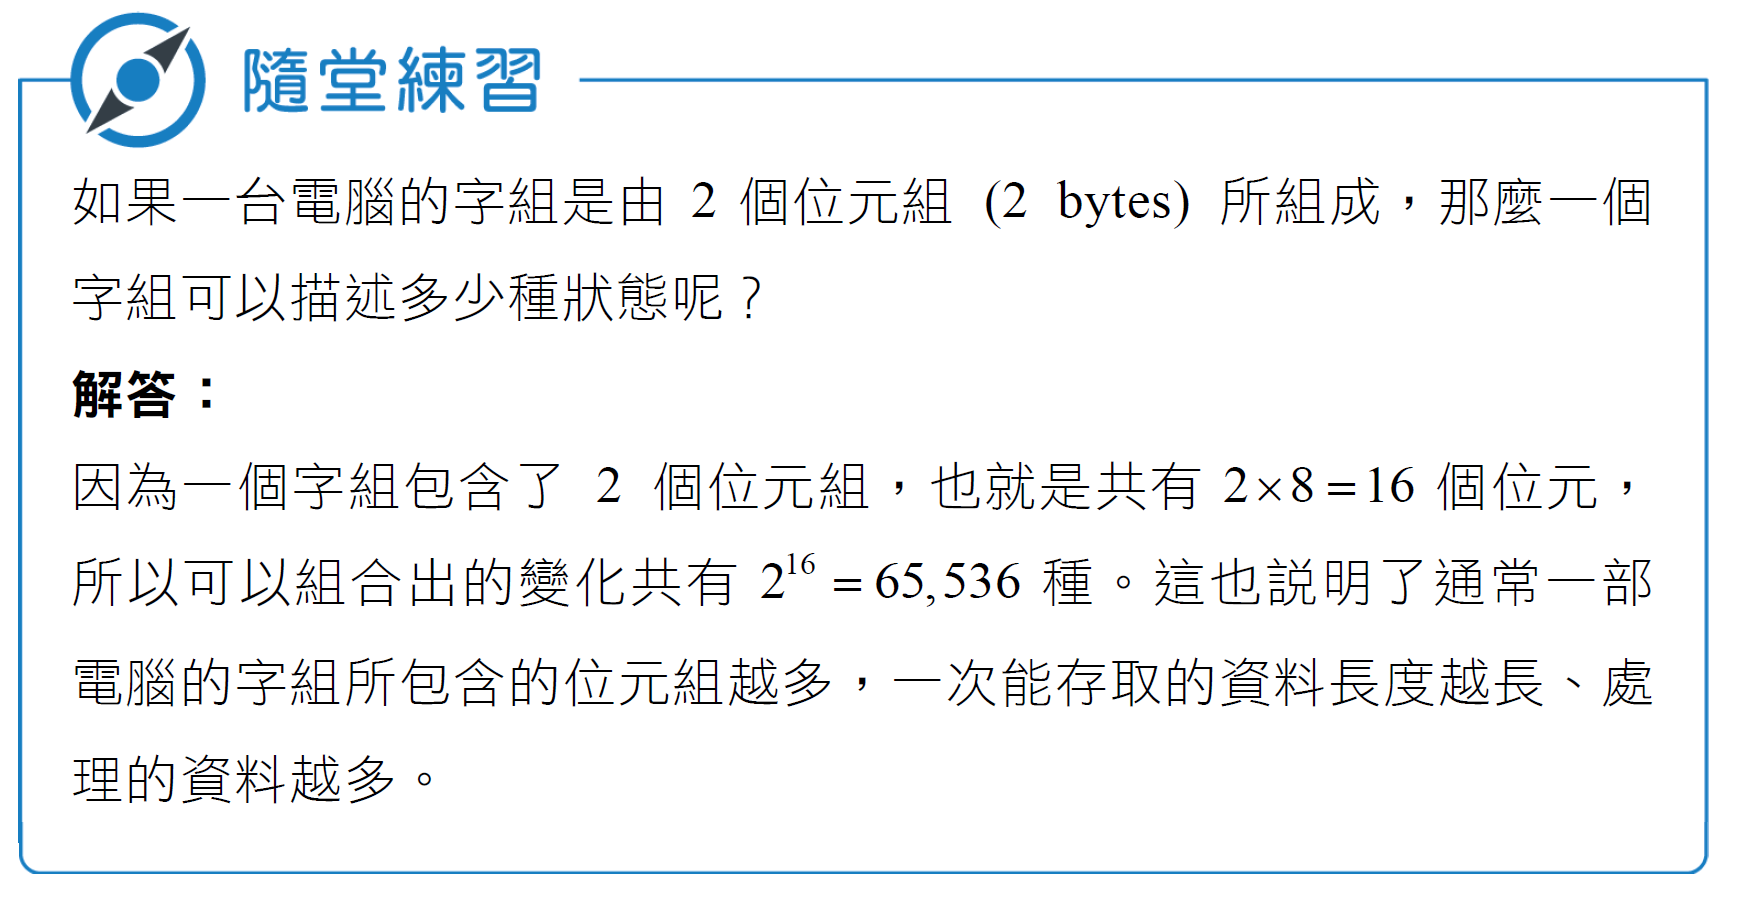 隨堂練習
如果一台電腦的字組是由 2 個位元組 (2 bytes) 所組成，那麼一個
字組可以描述多少種狀態呢？
解答：
因為一個字組包含了 2 個位元組，也就是共有 2×8=16 個位元，
所以可以組合出的變化共有 2¹⁶ = 65,536 種。這也説明了通常一部
電腦的字組所包含的位元組越多，一次能存取的資料長度越長、處
理的資料越多。